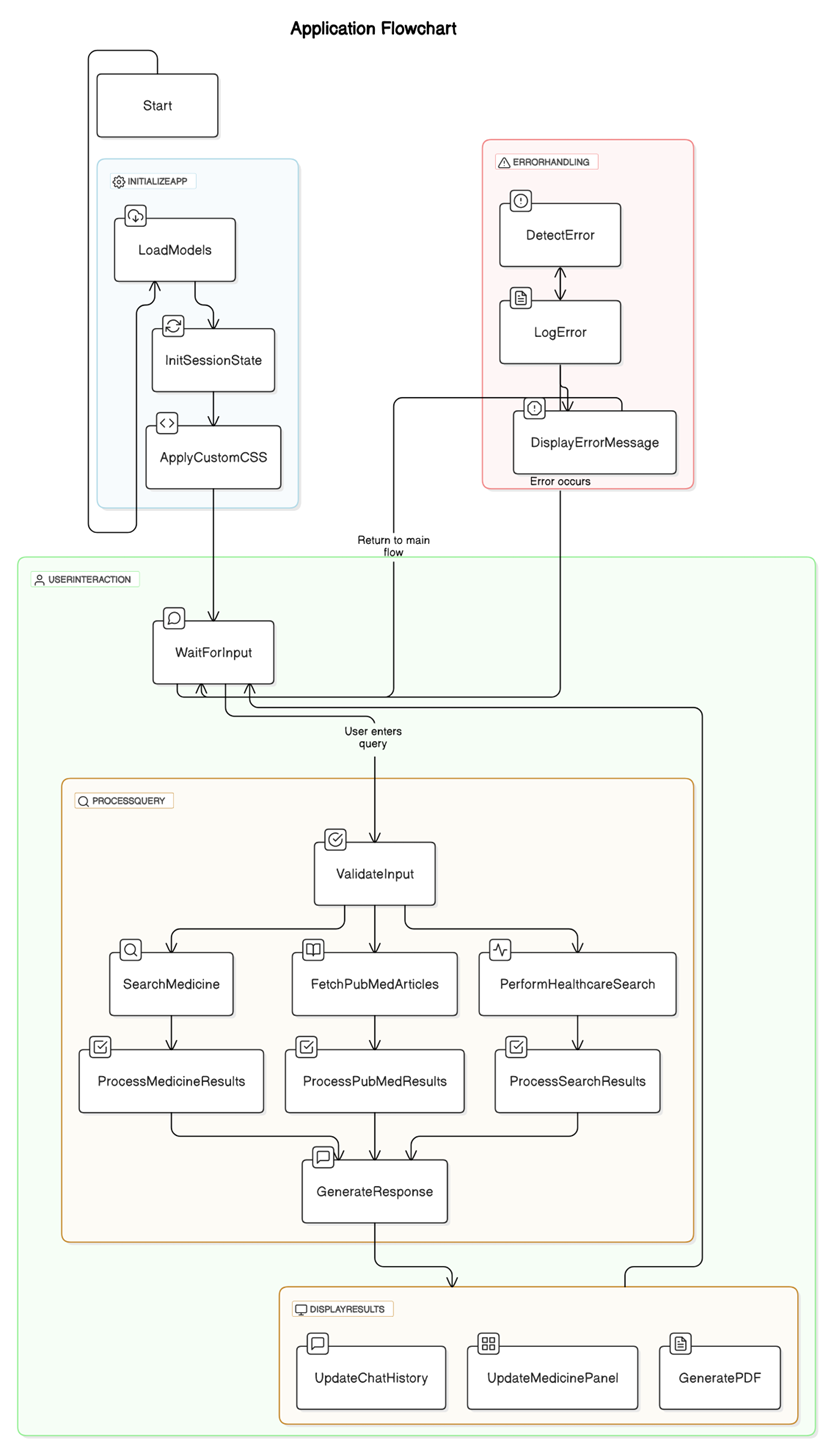 Application Flowchart
Start
INITIALIZEAPP
LoadModels
InitSessionState
ApplyCustomCSS
ERRORHANDLING
DetectError
LogError
DisplayErrorMessage
Error occurs
Return to main
flow
USERINTERACTION
WaitForInput
User enters
query
PROCESSQUERY
ValidateInput
SearchMedicine
FetchPubMedArticles
PerformHealthcareSearch
ProcessMedicineResults
ProcessPubMedResults
ProcessSearchResults
GenerateResponse
DISPLAYRESULTS
UpdateChatHistory
UpdateMedicinePanel
GeneratePDF